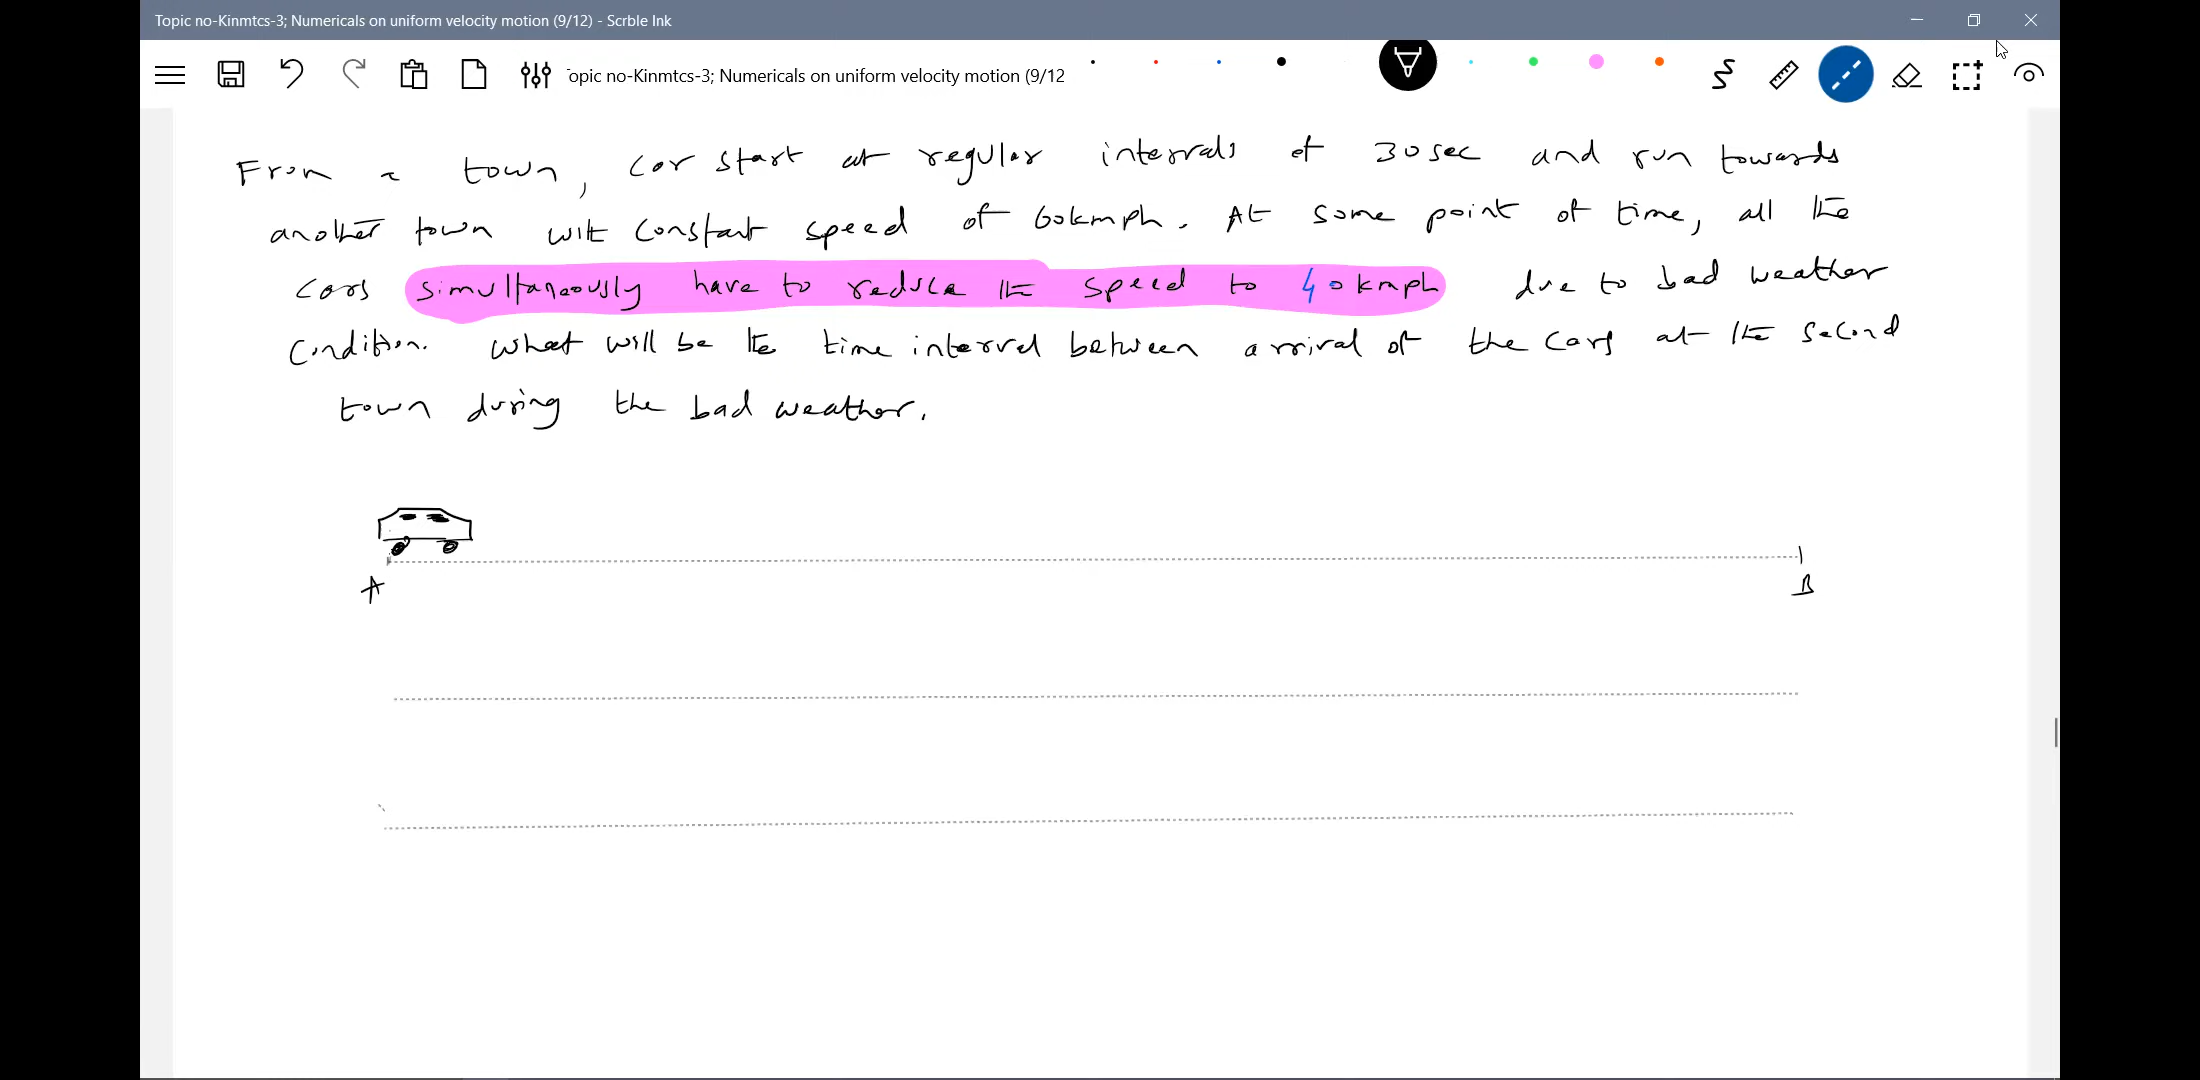 Topic no-Kinmtcs-3; Numericals on uniform velocity motion (9/12) - Scrble Ink
Topic no-Kinmtcs-3; Numericals on uniform velocity motion (9/12
From a town, car start at regular intervals of 30 sec and run towards
another town with constant speed of 60kmph. At some point of time, all the
cars simultaneously have to reduce the speed to 40kmph due to bad weather
condition. What will be the time interval between arrival of the cars at the second
town during the bad weather.
A B